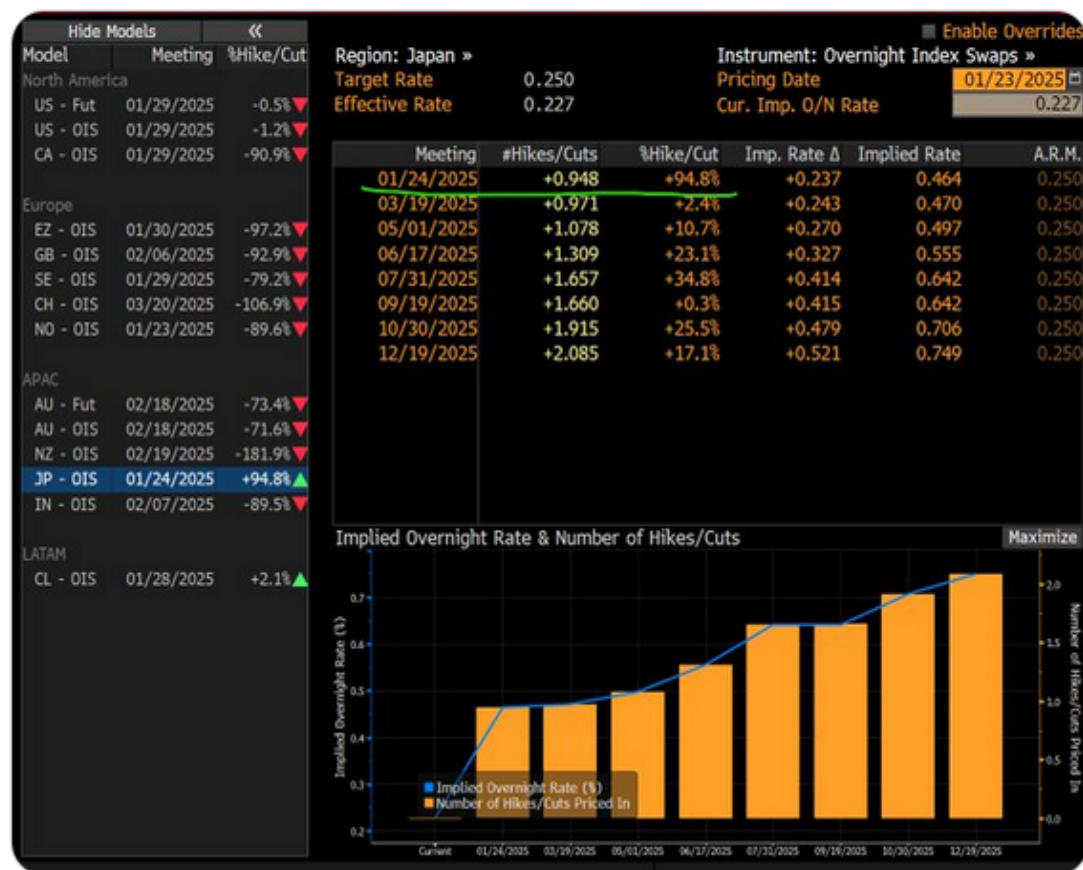 Hide Models «
Model Meeting %Hike/Cut
North America
US - Fut 01/29/2025 -0.5%▼
US - OIS 01/29/2025 -1.2%▼
CA - OIS 01/29/2025 -90.9%▼
Europe
EZ - OIS 01/30/2025 -97.2%▼
GB - OIS 02/06/2025 -92.9%▼
SE - OIS 01/29/2025 -79.2%▼
CH - OIS 03/20/2025 -106.9%▼
NO - OIS 01/23/2025 -89.6%▼
APAC
AU - Fut 02/18/2025 -73.4%▼
AU - OIS 02/18/2025 -71.6%▼
NZ - OIS 02/19/2025 -181.9%▼
JP - OIS 01/24/2025 +94.8%▲
IN - OIS 02/07/2025 -89.5%▼
LATAM
CL - OIS 01/28/2025 +2.1%▲
Enable Overrides
Region: Japan » Instrument: Overnight Index Swaps »
Target Rate 0.250 Pricing Date 01/23/2025
Effective Rate 0.227 Cur. Imp. O/N Rate 0.227
Meeting #Hikes/Cuts %Hike/Cut Imp. Rate Δ Implied Rate A.R.M.
01/24/2025 +0.948 +94.8% +0.237 0.464 0.250
03/19/2025 +0.971 +2.4% +0.243 0.470 0.250
05/01/2025 +1.078 +10.7% +0.270 0.497 0.250
06/17/2025 +1.309 +23.1% +0.327 0.555 0.250
07/31/2025 +1.657 +34.8% +0.414 0.642 0.250
09/19/2025 +1.660 +0.3% +0.415 0.642 0.250
10/30/2025 +1.915 +25.5% +0.479 0.706 0.250
12/19/2025 +2.085 +17.1% +0.521 0.749 0.250
Implied Overnight Rate & Number of Hikes/Cuts Maximize
Implied Overnight Rate (%)
0.7
0.6
0.5
0.4
0.3
0.2
Implied Overnight Rate (%)
Number of Hikes/Cuts Priced In
2.0
1.5
1.0
0.5
0.0
Number of Hikes/Cuts Priced In
Current 01/24/2025 03/19/2025 05/01/2025 06/17/2025 07/31/2025 09/19/2025 10/30/2025 12/19/2025